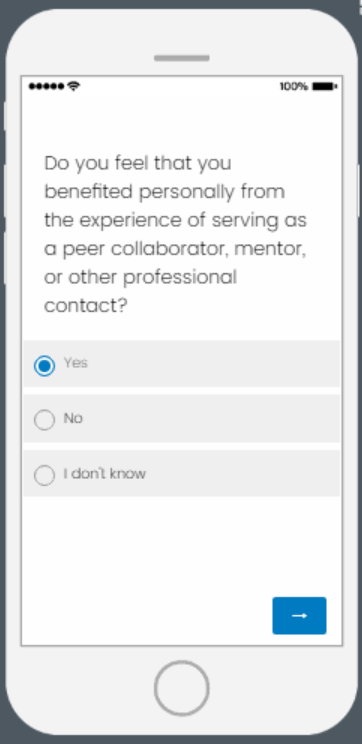 100%
Do you feel that you
benefited personally from
the experience of serving as
a peer collaborator, mentor,
or other professional
contact?
Yes
No
I don't know
→